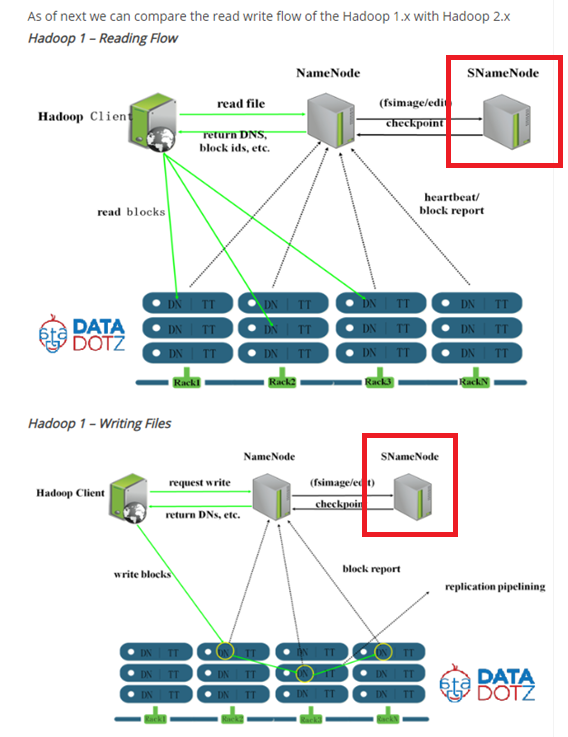 As of next we can compare the read write flow of the Hadoop 1.x with Hadoop 2.x
Hadoop 1 – Reading Flow
NameNode
SNameNode
Hadoop Client
read file
(fsimage/edit
return DNS,
block ids, etc.
checkpoint
read blocks
heartbeat/
block report
DN TT DN TT DN TT DN TT
DN TT DN TT DN TT DN TT
DN TT DN TT DN TT DN TT
DATA
DOTZ
Rack1 Rack2 Rack3 RackN
Hadoop 1 – Writing Files
NameNode
SNameNode
Hadoop Client
request write
(fsimage/edit)
return DNs, etc.
checkpoin
write blocks
block report
replication pipelining
DN TT DN TT DN TT DN TT
DN TT DN TT DN TT DN TT
DN TT DN TT DN TT DN TT
DATA
DOTZ
Rack1 Rack2 Rack3 RackN